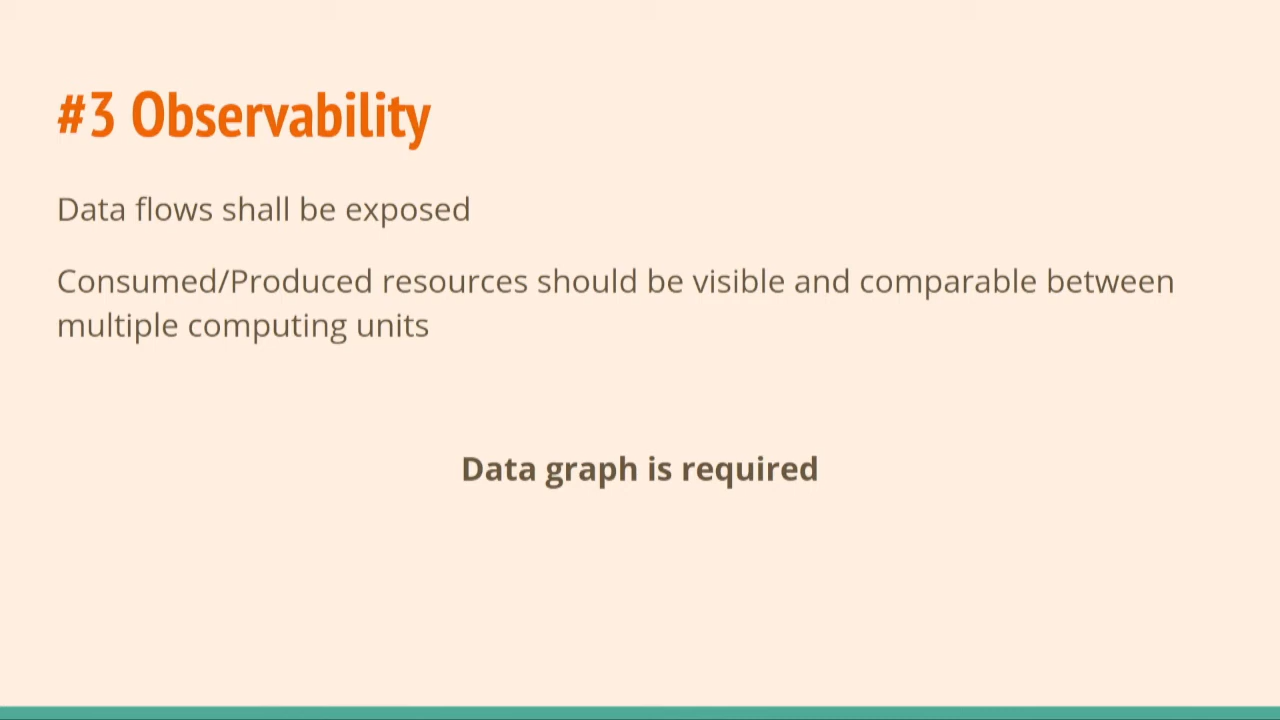 #3 Observability
Data flows shall be exposed
Consumed/Produced resources should be visible and comparable between
multiple computing units
Data graph is required